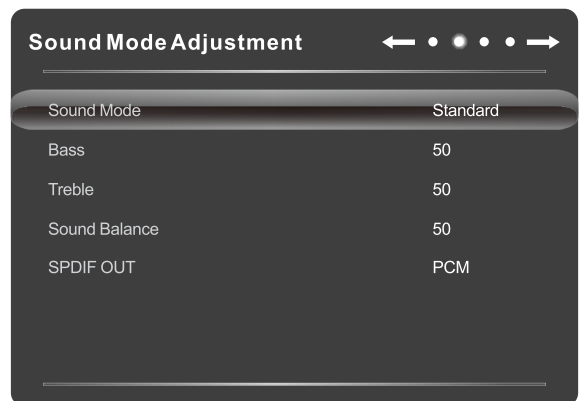 Sound Mode Adjustment
Sound Mode Standard
Bass 50
Treble 50
Sound Balance 50
SPDIF OUT PCM